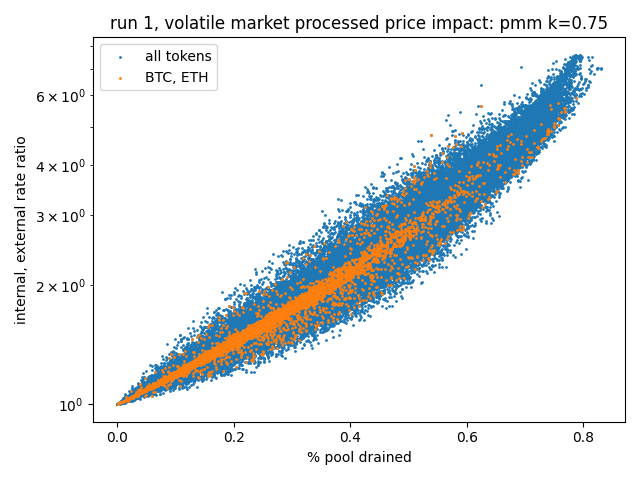 run 1, volatile market processed price impact: pmm k=0.75
all tokens
BTC, ETH
internal, external rate ratio
6 × 10⁰
4 × 10⁰
3 × 10⁰
2 × 10⁰
10⁰
0.0 0.2 0.4 0.6 0.8
% pool drained